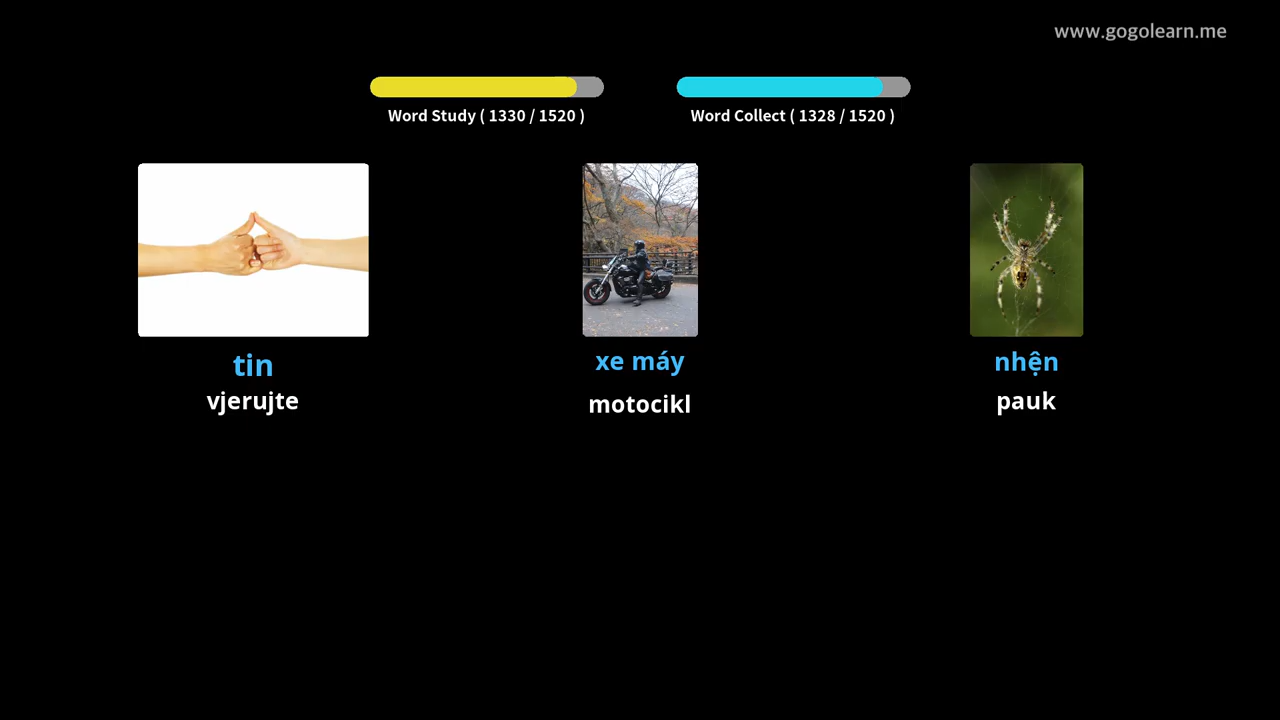 www.gogolearn.me
Word Study ( 1330 / 1520 )
Word Collect ( 1328 / 1520 )
tin
vjerujte
xe máy
motocikl
nhện
pauk